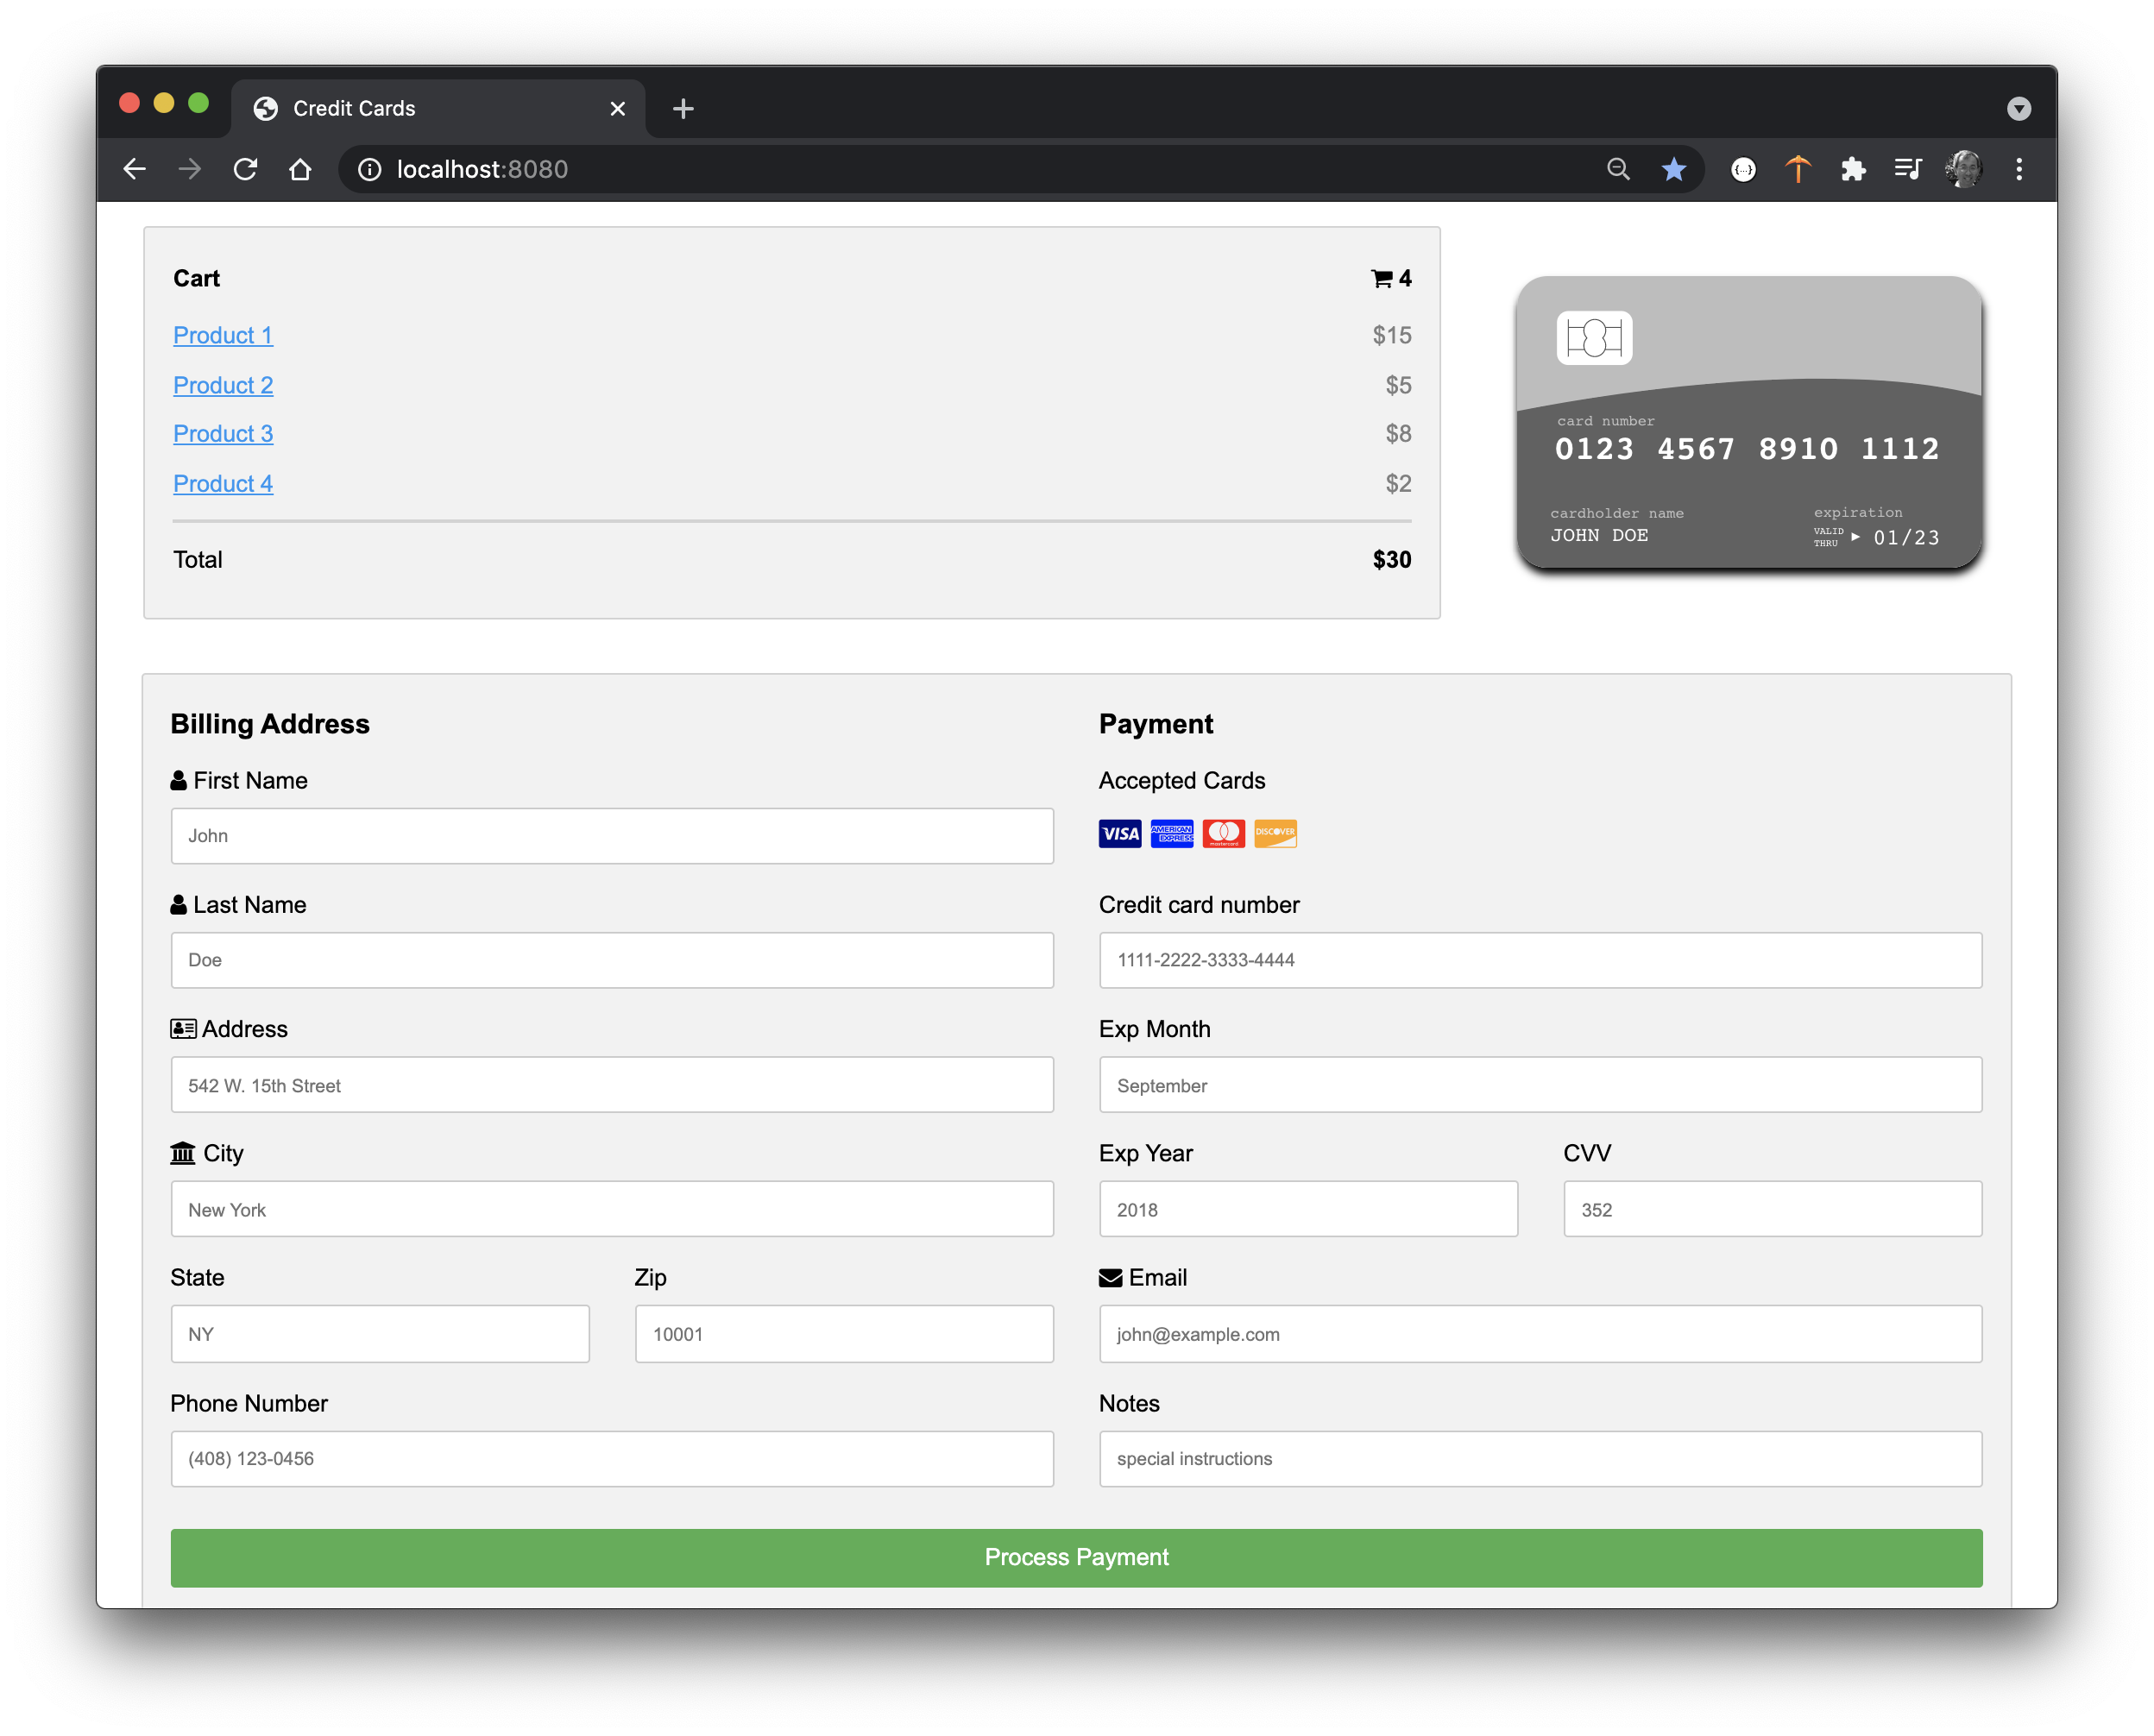 Credit Cards
localhost:8080
Cart 4
Product 1 $15
Product 2 $5
Product 3 $8
Product 4 $2
Total $30
card number
0123 4567 8910 1112
cardholder name expiration
JOHN DOE VALID THRU 01/23
Billing Address
First Name
John
Last Name
Doe
Address
542 W. 15th Street
City
New York
State Zip
NY 10001
Phone Number
(408) 123-0456
Payment
Accepted Cards
VISA AMERICAN EXPRESS mastercard DISCOVER
Credit card number
1111-2222-3333-4444
Exp Month
September
Exp Year CVV
2018 352
Email
john@example.com
Notes
special instructions
Process Payment